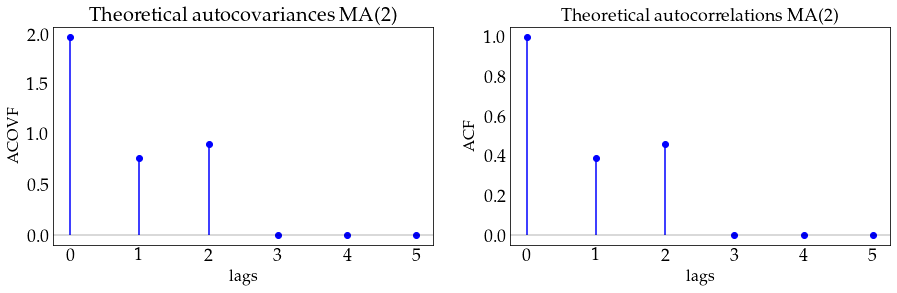 Theoretical autocovariances MA(2)
2.0
1.5
1.0
0.5
0.0
ACOVF
0 1 2 3 4 5
lags
Theoretical autocorrelations MA(2)
1.0
0.8
0.6
0.4
0.2
0.0
ACF
0 1 2 3 4 5
lags